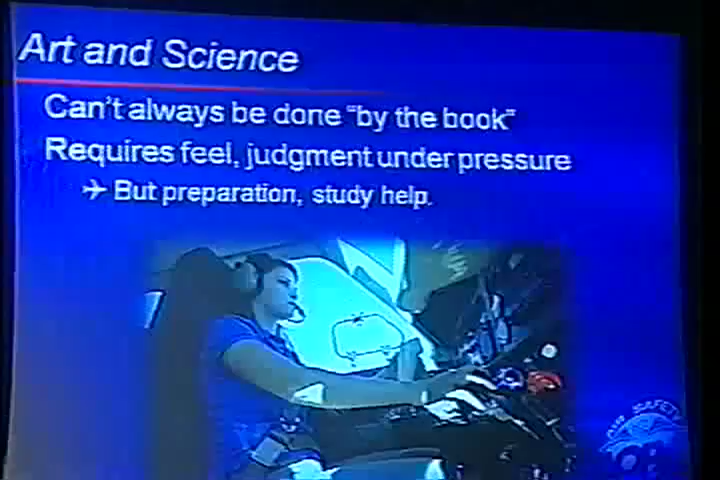 Art and Science
Can't always be done "by the book"
Requires feel, judgment under pressure
But preparation, study help.
SAFETY